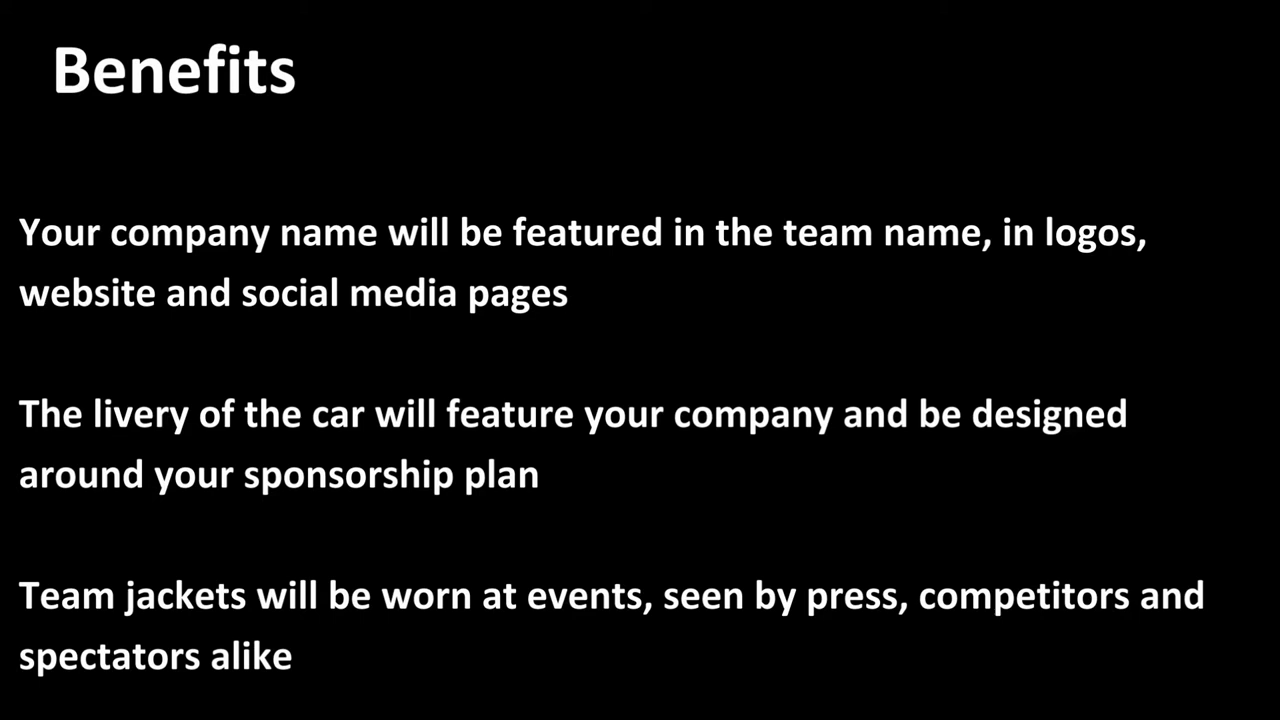 Benefits
Your company name will be featured in the team name, in logos,
website and social media pages
The livery of the car will feature your company and be designed
around your sponsorship plan
Team jackets will be worn at events, seen by press, competitors and
spectators alike